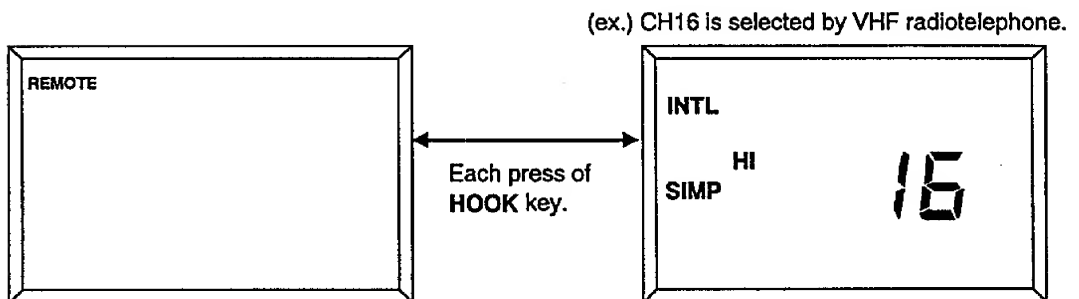 (ex.) CH16 is selected by VHF radiotelephone.
REMOTE
Each press of
HOOK key.
INTL
HI
SIMP
16